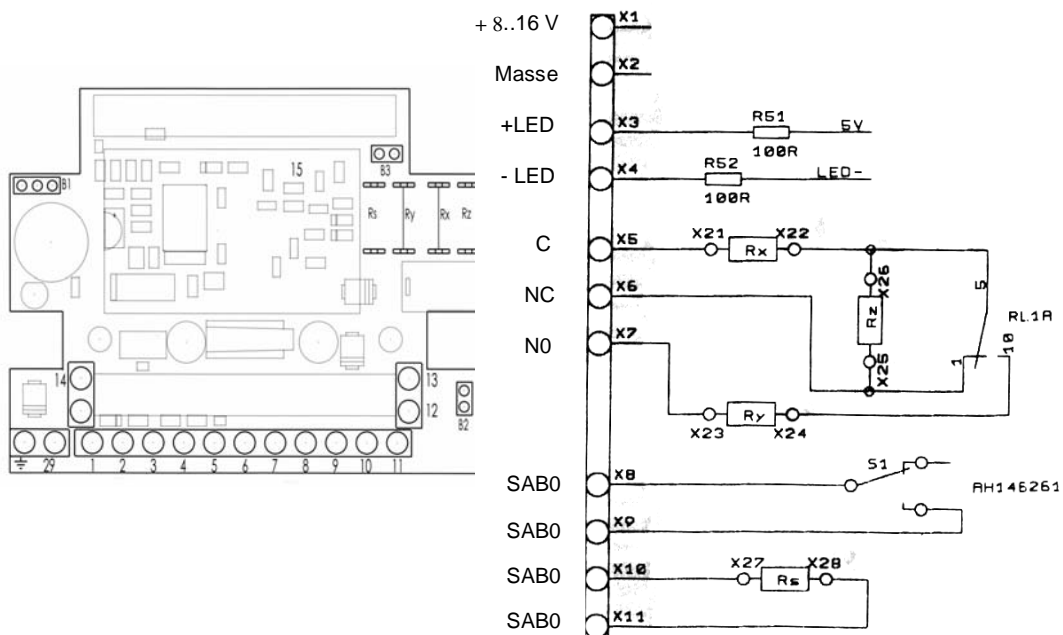 B1
B3
15
Rs
Ry
Rx
Rz
14
13
12
B2
29
1
2
3
4
5
6
7
8
9
10
11
+ 8..16 V
X1
Masse
X2
+LED
X3
R51
100R
5V
- LED
X4
R52
100R
LED-
C
X5
X21
Rx
X22
NC
X6
X26
Rz
X25
5
1
10
RL1A
N0
X7
X23
Ry
X24
SAB0
X8
S1
AH146261
SAB0
X9
SAB0
X10
X27
Rs
X28
SAB0
X11